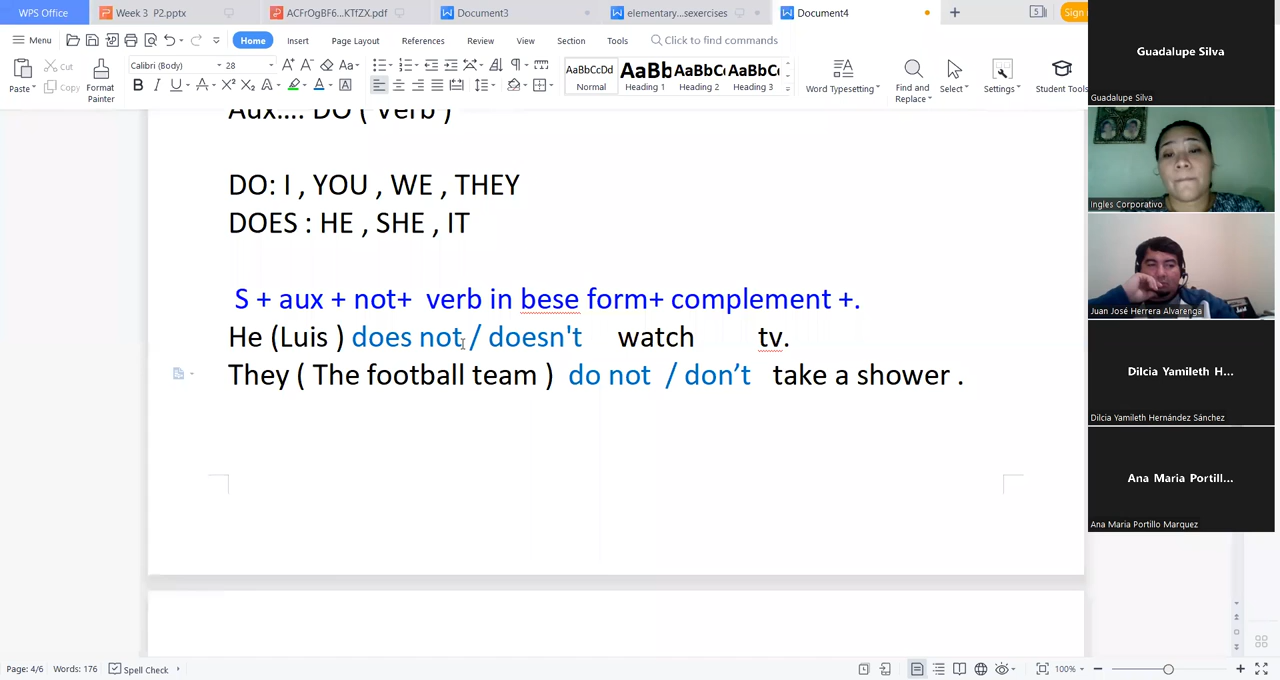 WPS Office
Week 3 P2.pptx
ACFrOgBF6...KTfZX.pdf
Document3
elementary...sexercises
Document4
Sign
Menu
Home
Insert
Page Layout
References
Review
View
Section
Tools
Click to find commands
Paste
Cut
Copy
Format Painter
Calibri (Body)
28
AaBbCcDd
Normal
Heading 1
Heading 2
Heading 3
Word Typesetting
Find and Replace
Select
Settings
Student Tools
Aux.... DO ( Verb )
DO: I , YOU , WE , THEY
DOES : HE , SHE , IT
S + aux + not+ verb in bese form+ complement +.
He (Luis ) does not / doesn't watch tv.
They ( The football team ) do not / don’t take a shower .
Guadalupe Silva
Guadalupe Silva
Ingles Corporativo
Juan José Herrera Alvarenga
Dilcia Yamileth H...
Dilcia Yamileth Hernández Sánchez
Ana Maria Portill...
Ana Maria Portillo Marquez
Page: 4/6 Words: 176 Spell Check
100%